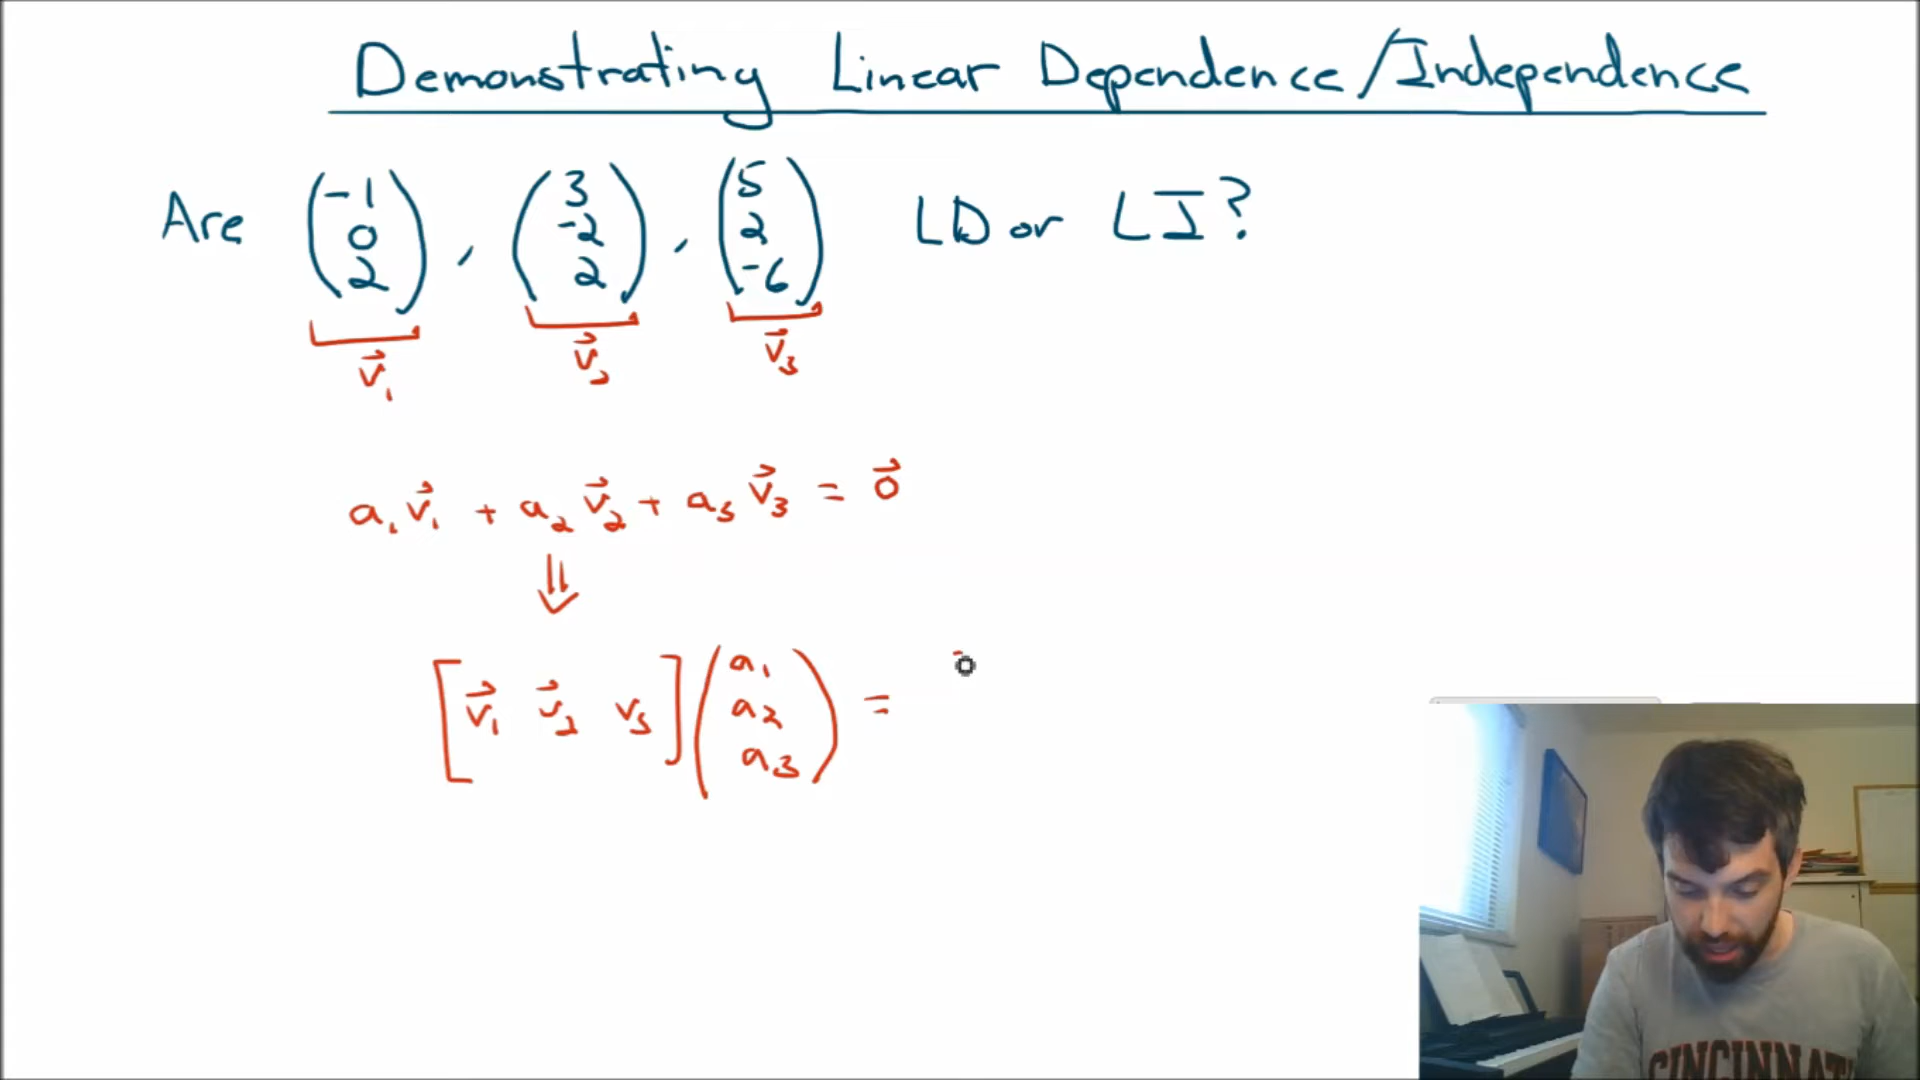 Demonstrating Linear Dependence/Independence
Are (-1 0 2), (3 -2 2), (5 2 -6) LD or LI?
v⃗₁ v⃗₂ v⃗₃
a₁v⃗₁ + a₂v⃗₂ + a₃v⃗₃ = 0⃗
⇓
[v⃗₁ v⃗₂ v₃](a₁ a₂ a₃) =
CINCINNAT